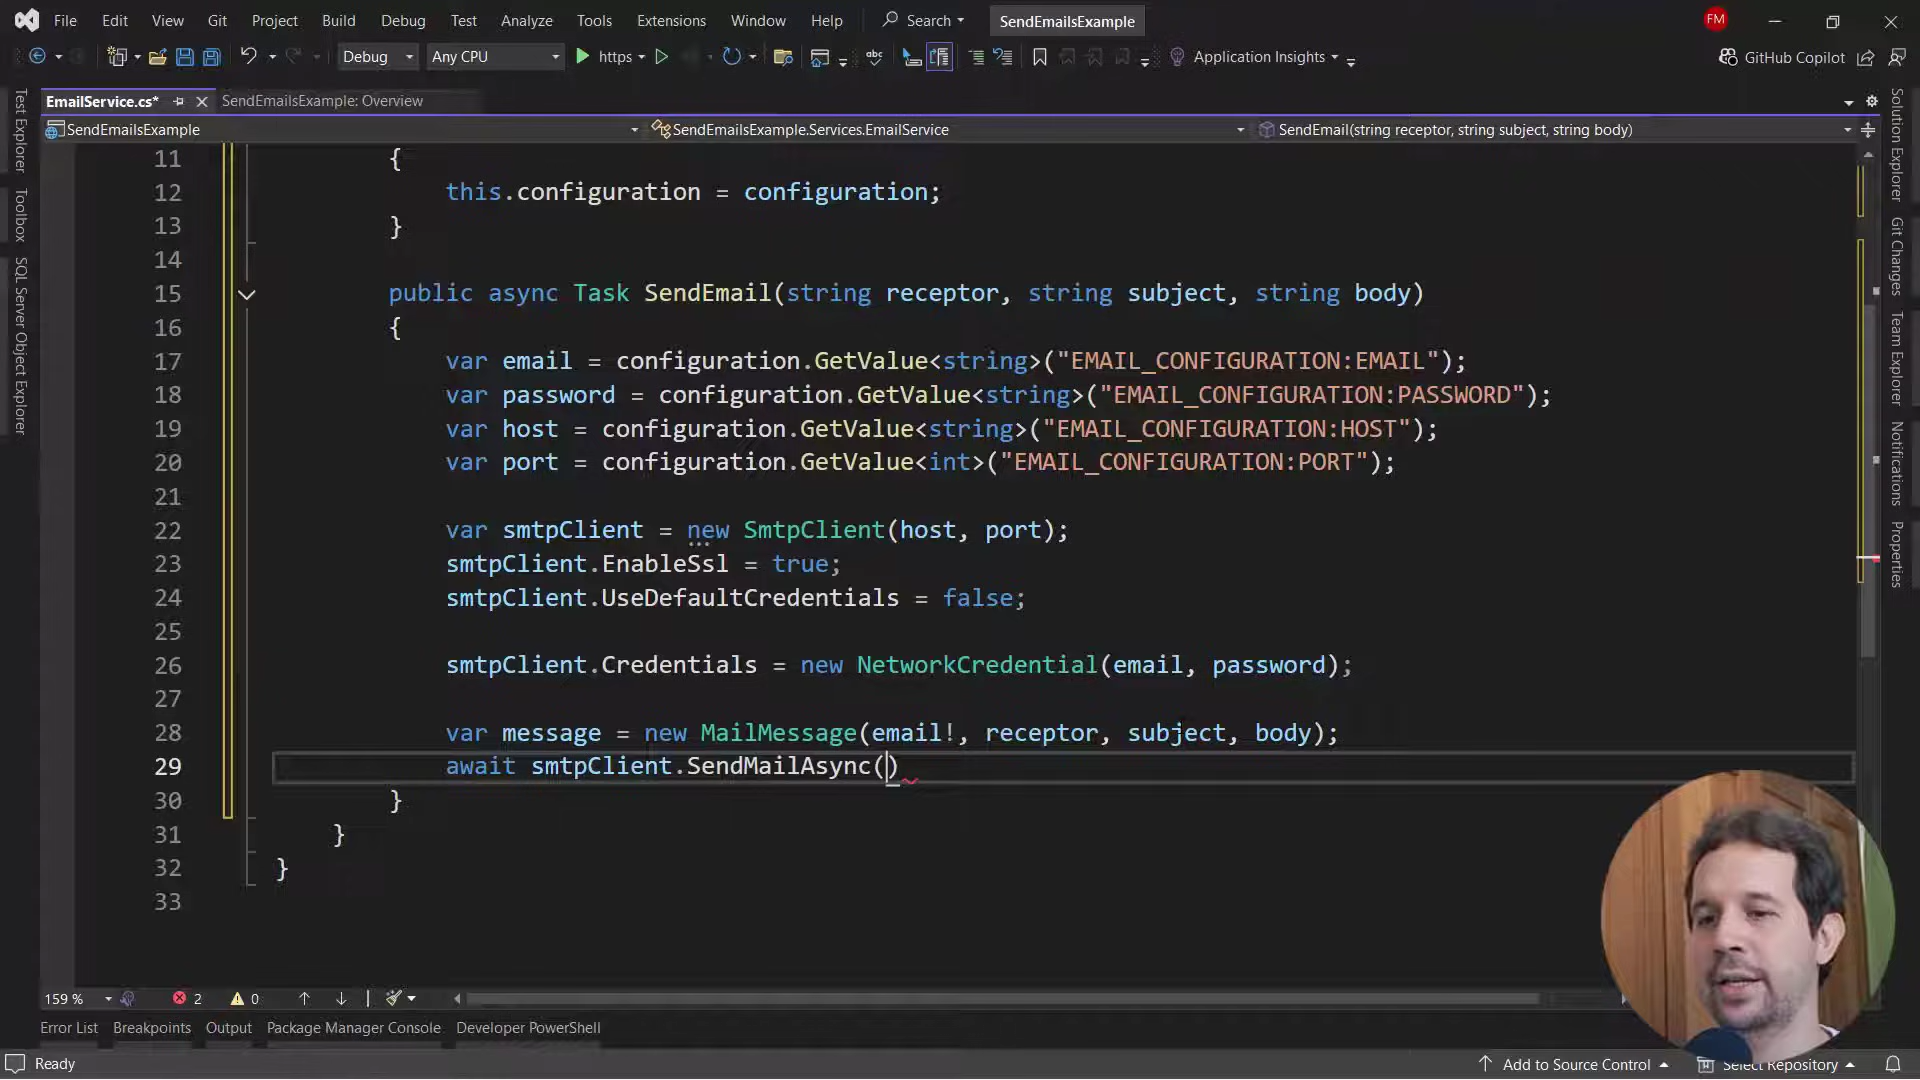 File Edit View Git Project Build Debug Test Analyze Tools Extensions Window Help Search SendEmailsExample FM
Debug Any CPU https abc Application Insights GitHub Copilot
EmailService.cs* SendEmailsExample: Overview
SendEmailsExample SendEmailsExample.Services.EmailService SendEmail(string receptor, string subject, string body)
11 {
12 this.configuration = configuration;
13 }
14
15 public async Task SendEmail(string receptor, string subject, string body)
16 {
17 var email = configuration.GetValue<string>("EMAIL_CONFIGURATION:EMAIL");
18 var password = configuration.GetValue<string>("EMAIL_CONFIGURATION:PASSWORD");
19 var host = configuration.GetValue<string>("EMAIL_CONFIGURATION:HOST");
20 var port = configuration.GetValue<int>("EMAIL_CONFIGURATION:PORT");
21
22 var smtpClient = new SmtpClient(host, port);
23 smtpClient.EnableSsl = true;
24 smtpClient.UseDefaultCredentials = false;
25
26 smtpClient.Credentials = new NetworkCredential(email, password);
27
28 var message = new MailMessage(email!, receptor, subject, body);
29 await smtpClient.SendMailAsync()
30 }
31 }
32 }
33
Test Explorer
Toolbox
SQL Server Object Explorer
Solution Explorer
Git Changes
Team Explorer
Notifications
Properties
159 % 2 0
Error List Breakpoints Output Package Manager Console Developer PowerShell
Ready Add to Source Control Select Repository